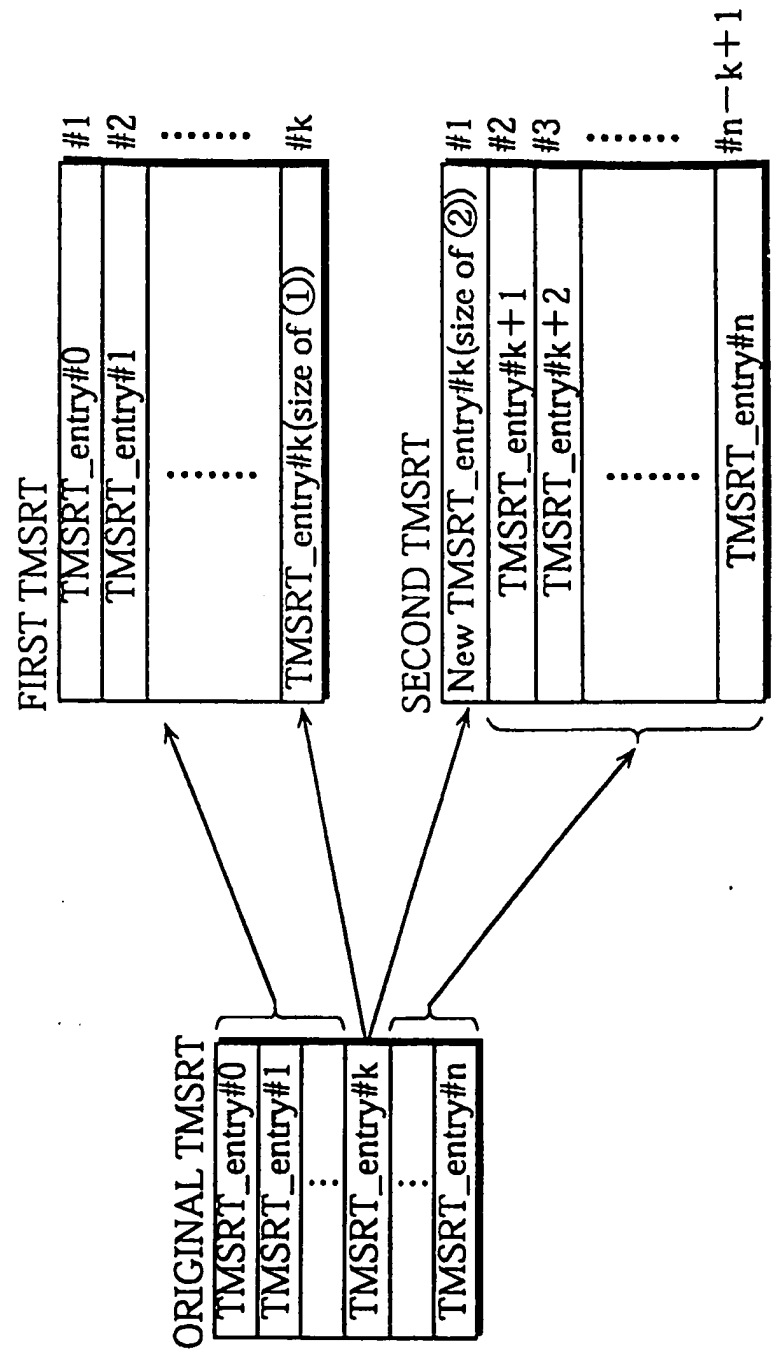 ORIGINAL TMSRT
TMSRT_entry#0
TMSRT_entry#1
...
TMSRT_entry#k
...
TMSRT_entry#n
FIRST TMSRT
TMSRT_entry#0 #1
TMSRT_entry#1 #2
....... .......
TMSRT_entry#k(size of ①) #k
SECOND TMSRT
New TMSRT_entry#k(size of ②) #1
TMSRT_entry#k+1 #2
TMSRT_entry#k+2 #3
....... .......
TMSRT_entry#n #n−k+1